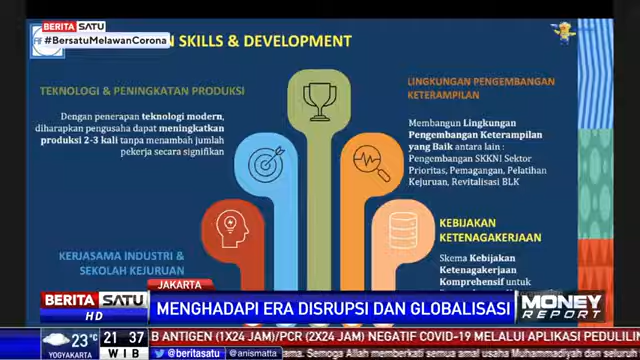 BERITA SATU
#BersatuMelawanCorona
N SKILLS & DEVELOPMENT
TEKNOLOGI & PENINGKATAN PRODUKSI
Dengan penerapan teknologi modern,
diharapkan pengusaha dapat meningkatkan
produksi 2-3 kali tanpa menambah jumlah
pekerja secara signifikan
LINGKUNGAN PENGEMBANGAN
KETERAMPILAN
Membangun Lingkungan
Pengembangan Keterampilan
yang Baik antara lain :
Pengembangan SKKNI Sektor
Prioritas, Pemagangan, Pelatihan
Kejuruan, Revitalisasi BLK
KERJASAMA INDUSTRI &
SEKOLAH KEJURUAN
KEBIJAKAN
KETENAGAKERJAAN
Skema Kebijakan
Ketenagakerjaan
Komprehensif untuk
JAKARTA
BERITA SATU
HD
MENGHADAPI ERA DISRUPSI DAN GLOBALISASI
MONEY
REPORT
23°C
YOGYAKARTA
21 37
WIB
B ANTIGEN (1X24 JAM)/PCR (2X24 JAM) NEGATIF COVID-19 MELALUI APLIKASI PEDULILIN
@beritasatu
@anismatta: Semoga Allah memberkati semua amal usaha Muhammadiyah dan seluru